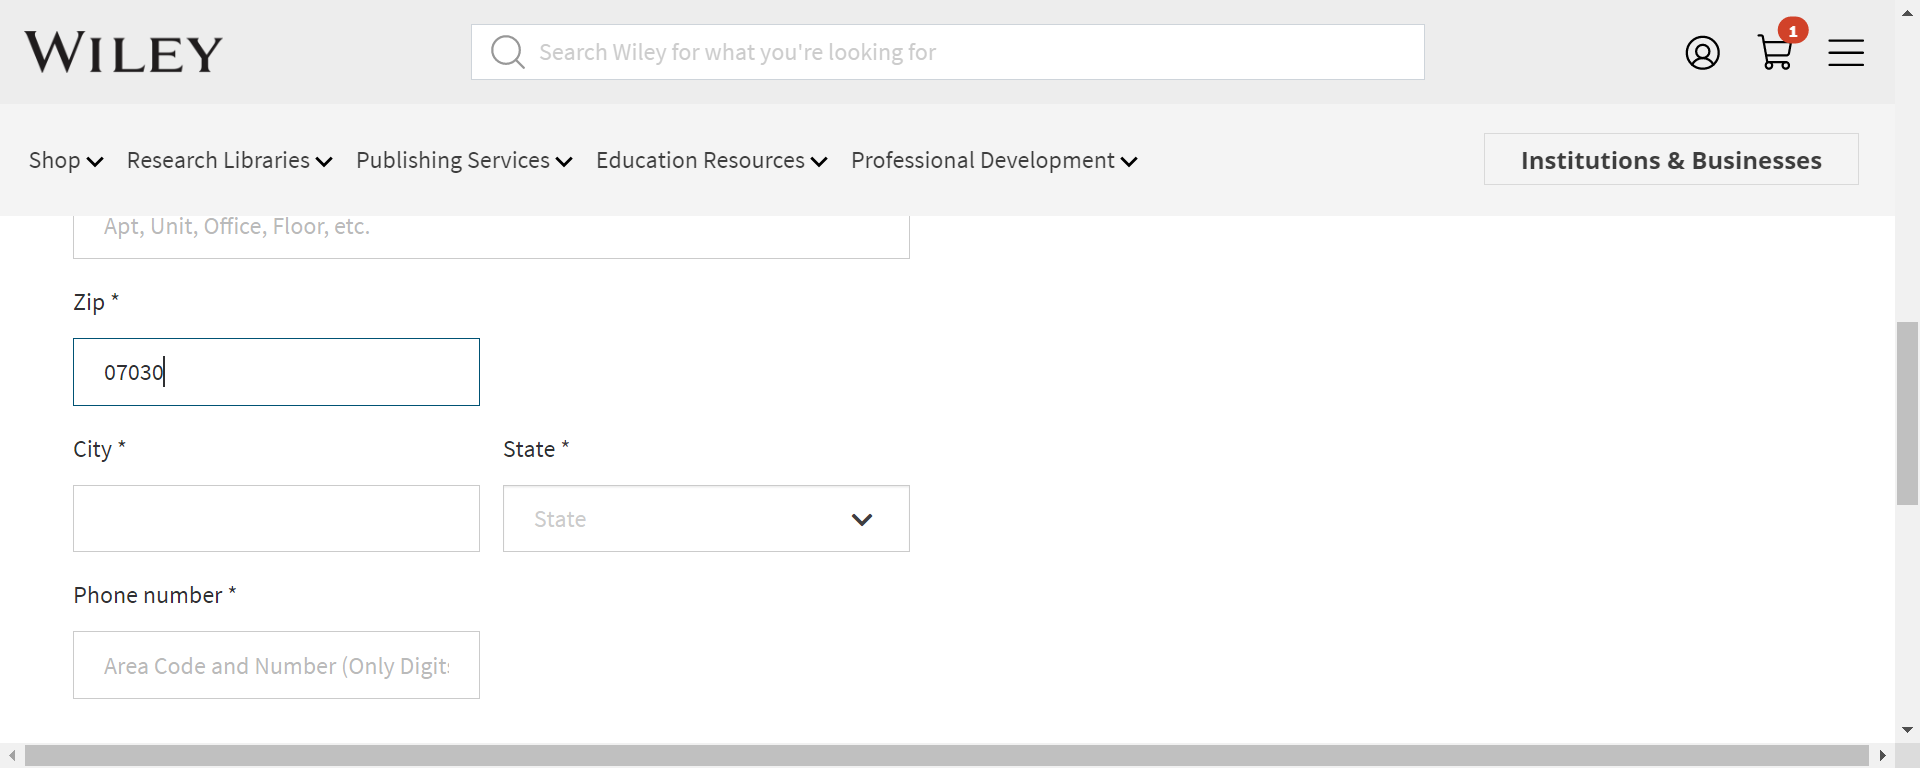 WILEY
Search Wiley for what you're looking for
1
Shop
Research Libraries
Publishing Services
Education Resources
Professional Development
Institutions & Businesses
Apt, Unit, Office, Floor, etc.
Zip *
07030
City *
State *
State
Phone number *
Area Code and Number (Only Digits